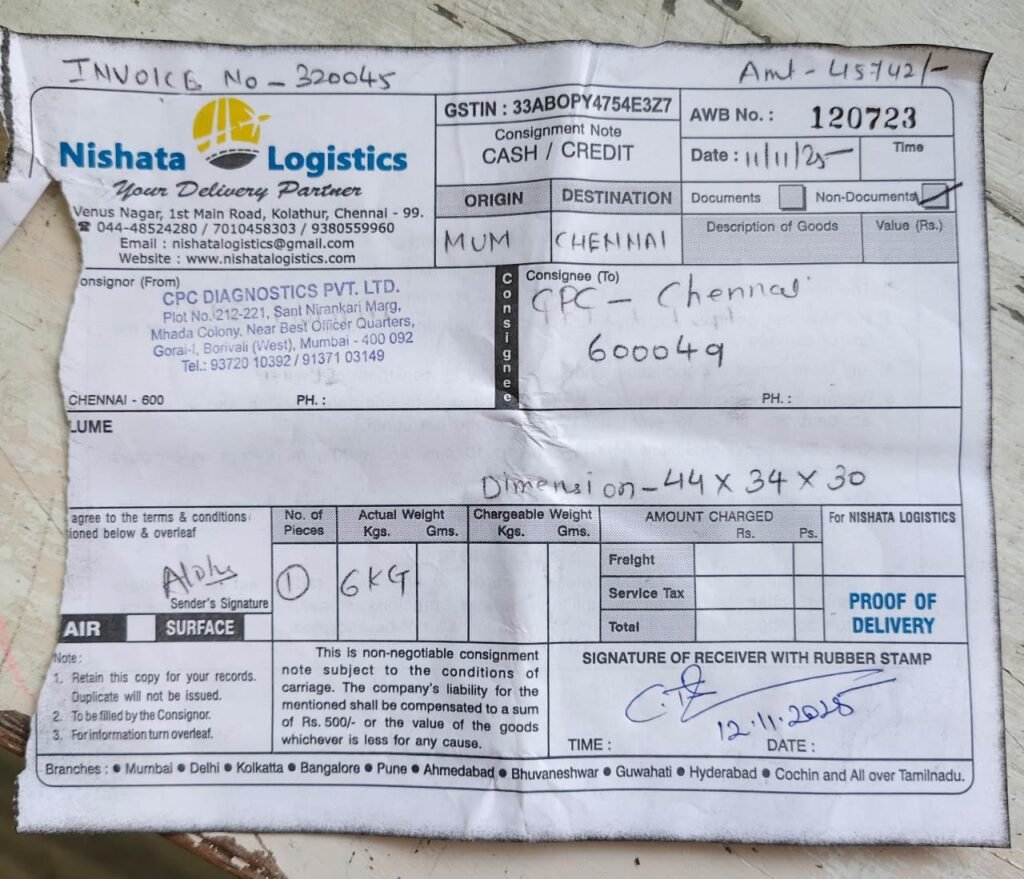 INVOICE No - 320045
Amt - 45742/-
Nishata Logistics
Your Delivery Partner
Venus Nagar, 1st Main Road, Kolathur, Chennai - 99.
☎ 044-48524280 / 7010458303 / 9380559960
Email : nishatalogistics@gmail.com
Website : www.nishatalogistics.com
GSTIN : 33ABOPY4754E3Z7
Consignment Note
CASH / CREDIT
AWB No. : 120723
Date : 11/11/25
Time
ORIGIN DESTINATION
MUM CHENNAI
Documents Non-Documents
Description of Goods Value (Rs.)
onsignor (From)
CPC DIAGNOSTICS PVT. LTD.
Plot No. 212-221, Sant Nirankari Marg,
Mhada Colony, Near Best Officer Quarters,
Gorai-I, Borivali (West), Mumbai - 400 092
Tel.: 93720 10392 / 91371 03149
CHENNAI - 600 PH. :
Consignee
Consignee (To)
CPC - Chennai
600049
PH. :
LUME
Dimension - 44 x 34 x 30
agree to the terms & conditions
ioned below & overleaf
Sender's Signature
AIR SURFACE
No. of Pieces
1
Actual Weight
Kgs. Gms.
6KG
Chargeable Weight
Kgs. Gms.
AMOUNT CHARGED
Rs. Ps.
Freight
Service Tax
Total
For NISHATA LOGISTICS
PROOF OF
DELIVERY
Note :
1. Retain this copy for your records.
Duplicate will not be issued.
2. To be filled by the Consignor.
3. For information turn overleaf.
This is non-negotiable consignment
note subject to the conditions of
carriage. The company's liability for the
mentioned shall be compensated to a sum
of Rs. 500/- or the value of the goods
whichever is less for any cause.
SIGNATURE OF RECEIVER WITH RUBBER STAMP
12.11.2025
TIME : DATE :
Branches : ● Mumbai ● Delhi ● Kolkatta ● Bangalore ● Pune ● Ahmedabad ● Bhuvaneshwar ● Guwahati ● Hyderabad ● Cochin and All over Tamilnadu.